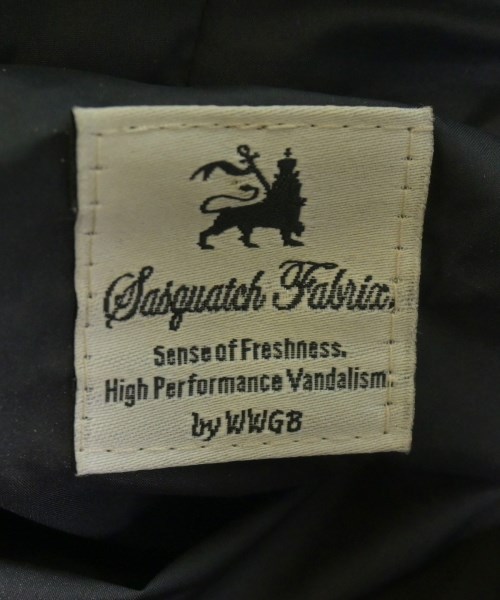 Sasquatch Fabrix.
Sense of Freshness.
High Performance Vandalism.
by WWGB